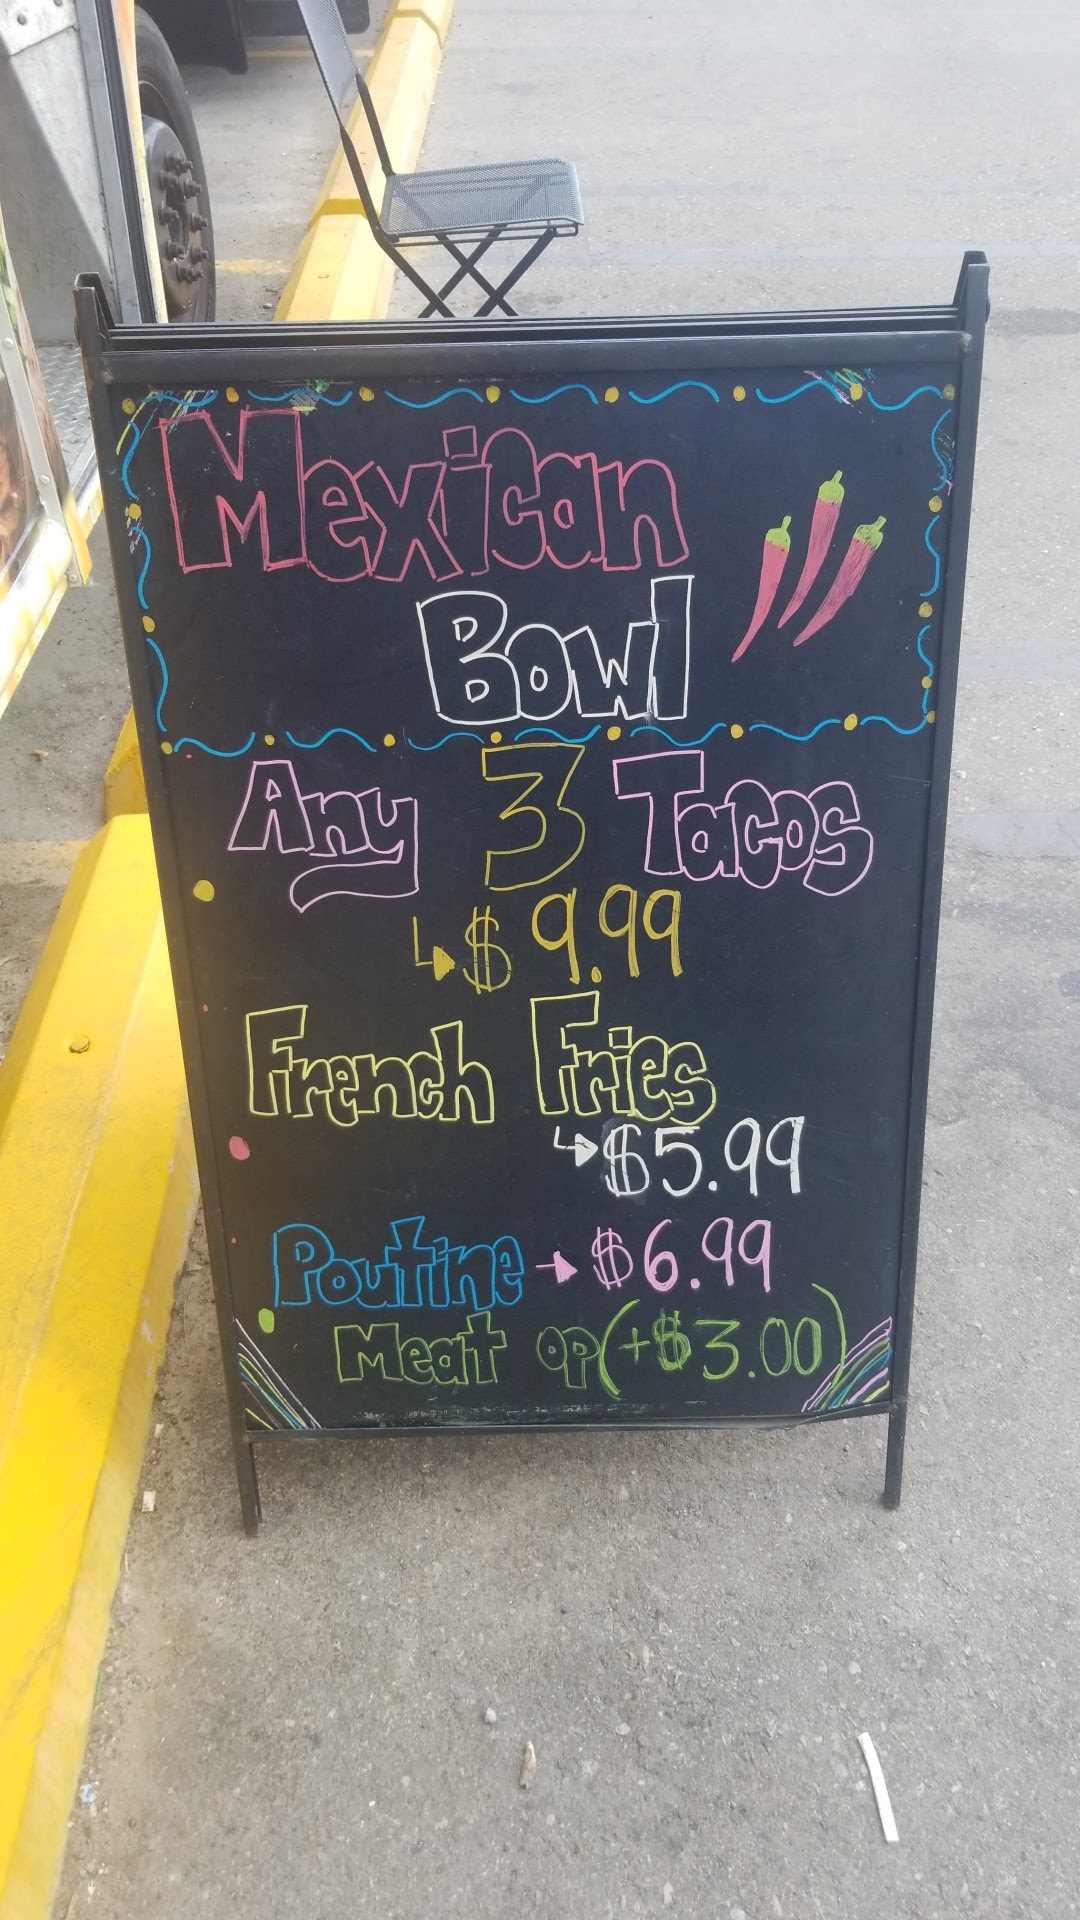 Mexican
Bowl
Any 3 Tacos
$9.99
French Fries
$5.99
Poutine → $6.99
Meat op (+$3.00)